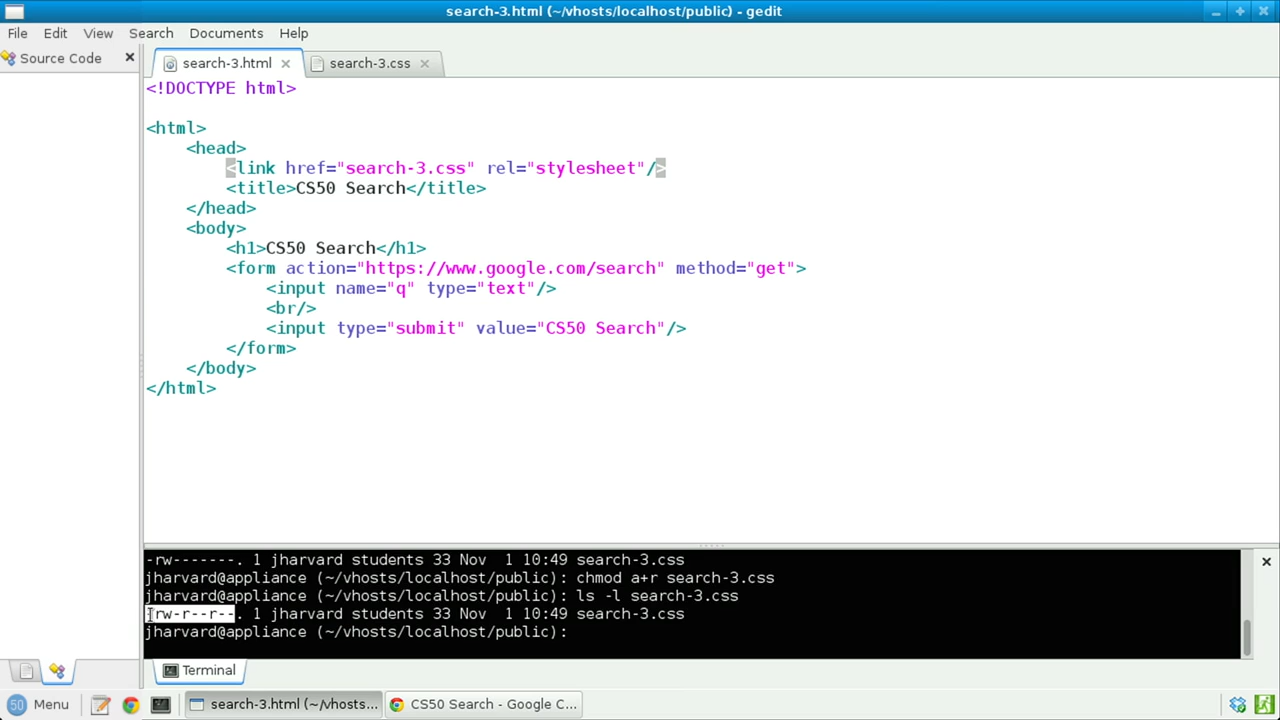 search-3.html (~/vhosts/localhost/public) - gedit
File Edit View Search Documents Help
Source Code
search-3.html search-3.css
<!DOCTYPE html>
<html>
<head>
<link href="search-3.css" rel="stylesheet"/>
<title>CS50 Search</title>
</head>
<body>
<h1>CS50 Search</h1>
<form action="https://www.google.com/search" method="get">
<input name="q" type="text"/>
<br/>
<input type="submit" value="CS50 Search"/>
</form>
</body>
</html>
-rw-------. 1 jharvard students 33 Nov  1 10:49 search-3.css
jharvard@appliance (~/vhosts/localhost/public): chmod a+r search-3.css
jharvard@appliance (~/vhosts/localhost/public): ls -l search-3.css
-rw-r--r--. 1 jharvard students 33 Nov  1 10:49 search-3.css
jharvard@appliance (~/vhosts/localhost/public):
Terminal
50 Menu search-3.html (~/vhosts... CS50 Search - Google C...